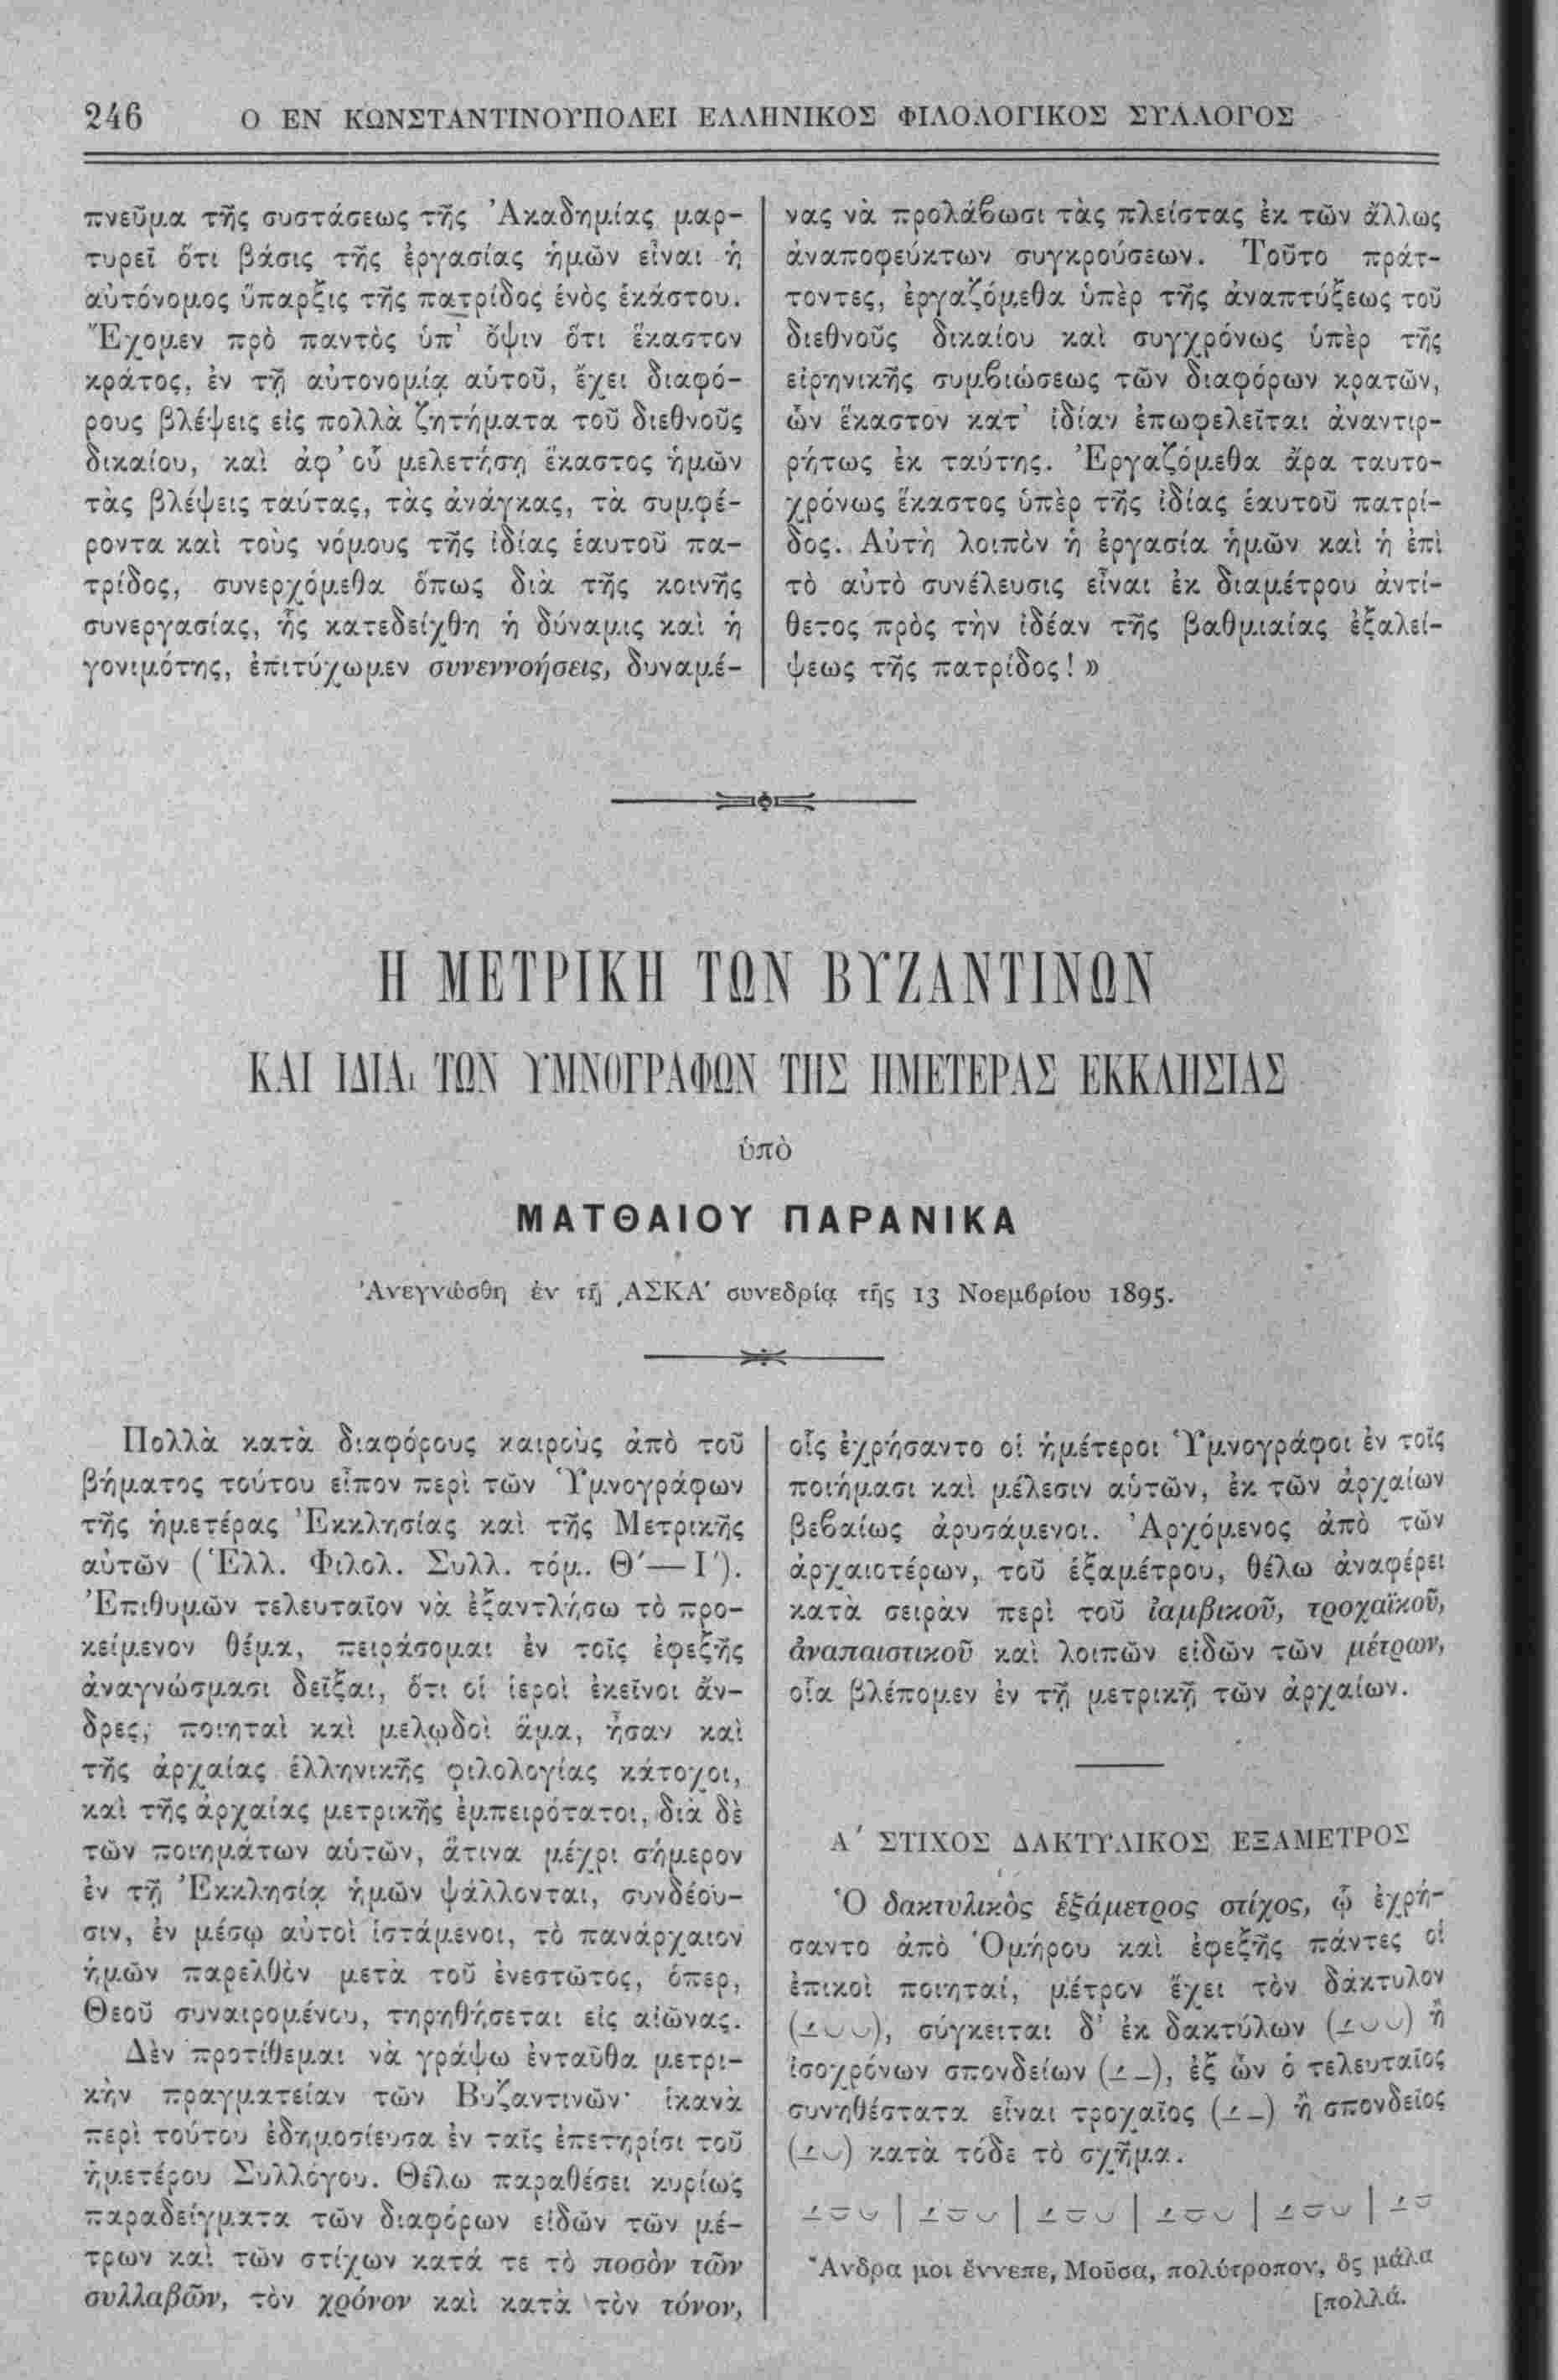 246 Ο ΕΝ ΚΩΝΣΤΑΝΤΙΝΟΥΠΟΛΕΙ ΕΛΛΗΝΙΚΟΣ ΦΙΛΟΛΟΓΙΚΟΣ ΣΥΛΛΟΓΟΣ
πνεῦμα τῆς συστάσεως τῆς Ἀκαδημίας μαρ-
τυρεῖ ὅτι βάσις τῆς ἐργασίας ἡμῶν εἶναι ἡ
αὐτόνομος ὕπαρξις τῆς πατρίδος ἑνὸς ἑκάστου.
Ἔχομεν πρὸ παντὸς ὑπ' ὄψιν ὅτι ἕκαστον
κράτος, ἐν τῇ αὐτονομίᾳ αὑτοῦ, ἔχει διαφό-
ρους βλέψεις εἰς πολλὰ ζητήματα τοῦ διεθνοῦς
δικαίου, καὶ ἀφ' οὗ μελετήσῃ ἕκαστος ἡμῶν
τὰς βλέψεις ταύτας, τὰς ἀνάγκας, τὰ συμφέ-
ροντα καὶ τοὺς νόμους τῆς ἰδίας ἑαυτοῦ πα-
τρίδος, συνερχόμεθα ὅπως διὰ τῆς κοινῆς
συνεργασίας, ἧς κατεδείχθη ἡ δύναμις καὶ ἡ
γονιμότης, ἐπιτύχωμεν συνεννοήσεις, δυναμέ-
νας νὰ προλάβωσι τὰς πλείστας ἐκ τῶν ἄλλως
ἀναποφεύκτων συγκρούσεων. Τοῦτο πράτ-
τοντες, ἐργαζόμεθα ὑπὲρ τῆς ἀναπτύξεως τοῦ
διεθνοῦς δικαίου καὶ συγχρόνως ὑπὲρ τῆς
εἰρηνικῆς συμβιώσεως τῶν διαφόρων κρατῶν,
ὧν ἕκαστον κατ' ἰδίαν ἐπωφελεῖται ἀναντιρ-
ρήτως ἐκ ταύτης. Ἐργαζόμεθα ἄρα ταυτο-
χρόνως ἕκαστος ὑπὲρ τῆς ἰδίας ἑαυτοῦ πατρί-
δος. Αὐτὴ λοιπὸν ἡ ἐργασία ἡμῶν καὶ ἡ ἐπὶ
τὸ αὐτὸ συνέλευσις εἶναι ἐκ διαμέτρου ἀντί-
θετος πρὸς τὴν ἰδέαν τῆς βαθμιαίας ἐξαλεί-
ψεως τῆς πατρίδος! »
Η ΜΕΤΡΙΚΗ ΤΩΝ ΒΥΖΑΝΤΙΝΩΝ
ΚΑΙ ΙΔΙΑι ΤΩΝ ΥΜΝΟΓΡΑΦΩΝ ΤΗΣ ΗΜΕΤΕΡΑΣ ΕΚΚΛΗΣΙΑΣ
ὑπὸ
ΜΑΤΘΑΙΟΥ ΠΑΡΑΝΙΚΑ
Ἀνεγνώσθη ἐν τῇ ͵ΑΣΚΑ' συνεδρίᾳ τῆς 13 Νοεμβρίου 1895.
Πολλὰ κατὰ διαφόρους καιροὺς ἀπὸ τοῦ
βήματος τούτου εἶπον περὶ τῶν Ὑμνογράφων
τῆς ἡμετέρας Ἐκκλησίας καὶ τῆς Μετρικῆς
αὐτῶν (Ἑλλ. Φιλολ. Συλλ. τόμ. Θ'—Ι').
Ἐπιθυμῶν τελευταῖον νὰ ἐξαντλήσω τὸ προ-
κείμενον θέμα, πειράσομαι ἐν τοῖς ἐφεξῆς
ἀναγνώσμασι δεῖξαι, ὅτι οἱ ἱεροὶ ἐκεῖνοι ἄν-
δρες, ποιηταὶ καὶ μελῳδοὶ ἅμα, ἦσαν καὶ
τῆς ἀρχαίας ἑλληνικῆς φιλολογίας κάτοχοι,
καὶ τῆς ἀρχαίας μετρικῆς ἐμπειρότατοι, διὰ δὲ
τῶν ποιημάτων αὐτῶν, ἅτινα μέχρι σήμερον
ἐν τῇ Ἐκκλησίᾳ ἡμῶν ψάλλονται, συνδέου-
σιν, ἐν μέσῳ αὐτοὶ ἱστάμενοι, τὸ πανάρχαιον
ἡμῶν παρελθὸν μετὰ τοῦ ἐνεστῶτος, ὅπερ,
Θεοῦ συναιρομένου, τηρηθήσεται εἰς αἰῶνας.
Δὲν προτίθεμαι νὰ γράψω ἐνταῦθα μετρι-
κὴν πραγματείαν τῶν Βυζαντινῶν· ἱκανὰ
περὶ τούτου ἐδημοσίευσα ἐν ταῖς ἐπετηρίσι τοῦ
ἡμετέρου Συλλόγου. Θέλω παραθέσει κυρίως
παραδείγματα τῶν διαφόρων εἰδῶν τῶν μέ-
τρων καὶ τῶν στίχων κατά τε τὸ ποσὸν τῶν
συλλαβῶν, τὸν χρόνον καὶ κατὰ τὸν τόνον,
οἷς ἐχρήσαντο οἱ ἡμέτεροι Ὑμνογράφοι ἐν τοῖς
ποιήμασι καὶ μέλεσιν αὑτῶν, ἐκ τῶν ἀρχαίων
βεβαίως ἀρυσάμενοι. Ἀρχόμενος ἀπὸ τῶν
ἀρχαιοτέρων, τοῦ ἑξαμέτρου, θέλω ἀναφέρει
κατὰ σειρὰν περὶ τοῦ ἰαμβικοῦ, τροχαϊκοῦ,
ἀναπαιστικοῦ καὶ λοιπῶν εἰδῶν τῶν μέτρων,
οἷα βλέπομεν ἐν τῇ μετρικῇ τῶν ἀρχαίων.
Α' ΣΤΙΧΟΣ ΔΑΚΤΥΛΙΚΟΣ ΕΞΑΜΕΤΡΟΣ
Ὁ δακτυλικὸς ἑξάμετρος στίχος, ᾧ ἐχρή-
σαντο ἀπὸ Ὁμήρου καὶ ἐφεξῆς πάντες οἱ
ἐπικοὶ ποιηταί, μέτρον ἔχει τὸν δάκτυλον
(–́⏑⏑), σύγκειται δ' ἐκ δακτύλων (–́⏑⏑) ἢ
ἰσοχρόνων σπονδείων (–́ –), ἐξ ὧν ὁ τελευταῖος
συνηθέστατα εἶναι τροχαῖος (–́ –) ἢ σπονδεῖος
(–́⏑) κατὰ τόδε τὸ σχῆμα.
–́ ⏓ ⏑ | –́ ⏓ ⏑ | –́ ⏓ ⏑ | –́ ⏓ ⏑ | –́ ⏓ ⏑ | –́ ⏓
Ἄνδρα μοι ἔννεπε, Μοῦσα, πολύτροπον, ὃς μάλα
[πολλά.